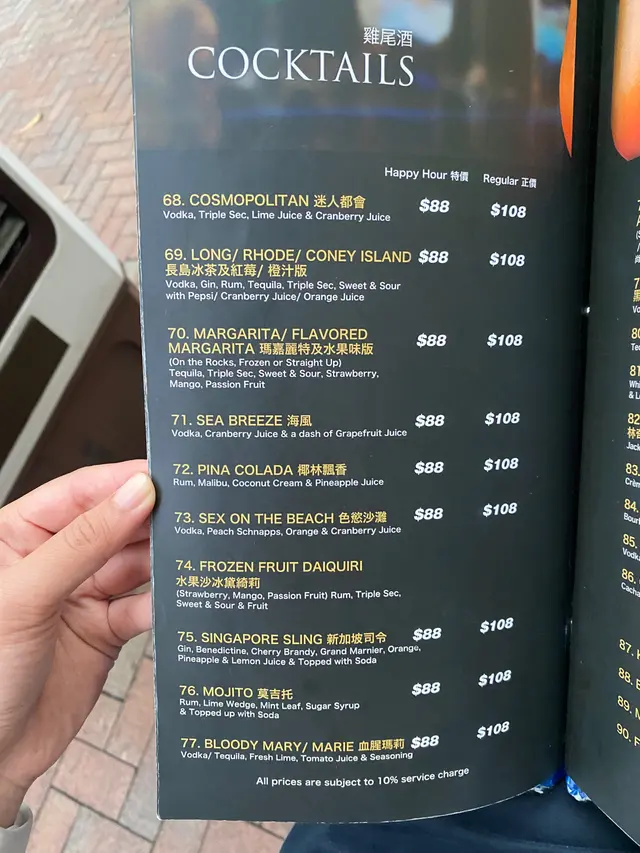 雞尾酒
COCKTAILS
Happy Hour 特價 Regular 正價
68. COSMOPOLITAN 迷人都會 $88 $108
Vodka, Triple Sec, Lime Juice & Cranberry Juice
69. LONG/ RHODE/ CONEY ISLAND $88 $108
長島冰茶及紅莓/ 橙汁版
Vodka, Gin, Rum, Tequila, Triple Sec, Sweet & Sour
with Pepsi/ Cranberry Juice/ Orange Juice
70. MARGARITA/ FLAVORED
MARGARITA 瑪嘉麗特及水果味版 $88 $108
(On the Rocks, Frozen or Straight Up)
Tequila, Triple Sec, Sweet & Sour, Strawberry,
Mango, Passion Fruit
71. SEA BREEZE 海風 $88 $108
Vodka, Cranberry Juice & a dash of Grapefruit Juice
72. PINA COLADA 椰林飄香 $88 $108
Rum, Malibu, Coconut Cream & Pineapple Juice
73. SEX ON THE BEACH 色慾沙灘 $88 $108
Vodka, Peach Schnapps, Orange & Cranberry Juice
74. FROZEN FRUIT DAIQUIRI
水果沙冰黛綺莉
(Strawberry, Mango, Passion Fruit) Rum, Triple Sec,
Sweet & Sour & Fruit
75. SINGAPORE SLING 新加坡司令 $88 $108
Gin, Benedictine, Cherry Brandy, Grand Marnier, Orange,
Pineapple & Lemon Juice & Topped with Soda
76. MOJITO 莫吉托 $88 $108
Rum, Lime Wedge, Mint Leaf, Sugar Syrup
& Topped up with Soda
77. BLOODY MARY/ MARIE 血腥瑪莉 $88 $108
Vodka/ Tequila, Fresh Lime, Tomato Juice & Seasoning
All prices are subject to 10% service charge
80.
81.
82.
83.
84.
85.
86.
87.
88.
89.
90.